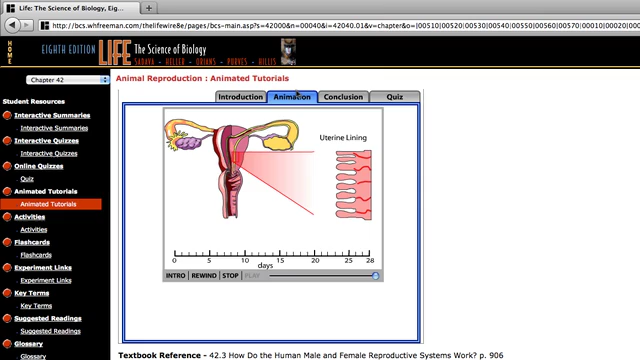 Life: The Science of Biology, Eig...
http://bcs.whfreeman.com/thelifewire8e/pages/bcs-main.asp?s=42000&n=00040&i=42040.01&v=chapter&o=|00510|00520|00530|00540|00550|00560|00570|00010|00020|00
HOME
EIGHTH EDITION LIFE The Science of Biology
SADAVA · HELLER · ORIANS · PURVES · HILLIS
Chapter 42
Animal Reproduction : Animated Tutorials
Introduction Animation Conclusion Quiz
Student Resources
Interactive Summaries
Interactive Summaries
Interactive Quizzes
Interactive Quizzes
Online Quizzes
Quiz
Animated Tutorials
Animated Tutorials
Activities
Activities
Flashcards
Flashcards
Experiment Links
Experiment Links
Key Terms
Key Terms
Suggested Readings
Suggested Readings
Glossary
Glossary
Uterine Lining
0 5 10 15 20 25 28
days
INTRO REWIND STOP PLAY
Textbook Reference - 42.3 How Do the Human Male and Female Reproductive Systems Work? p. 906